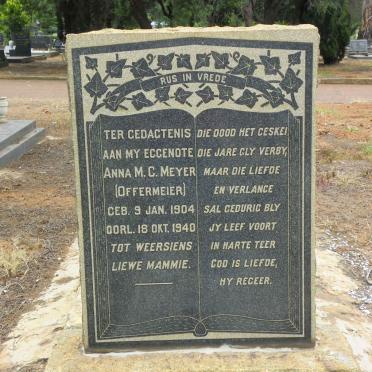 RUS IN VREDE
TER GEDACTENIS
AAN MY EGGENOTE
ANNA M. C. MEYER
(OFFERMEIER)
GEB. 9 JAN. 1904
OORL. 18 OKT. 1940
TOT WEERSIENS
LIEWE MAMMIE.
DIE DOOD HET GESKEI
DIE JARE GLY VERBY,
MAAR DIE LIEFDE
EN VERLANGE
SAL GEDURIG BLY
JY LEEF VOORT
IN HARTE TEER
GOD IS LIEFDE,
HY REGEER.